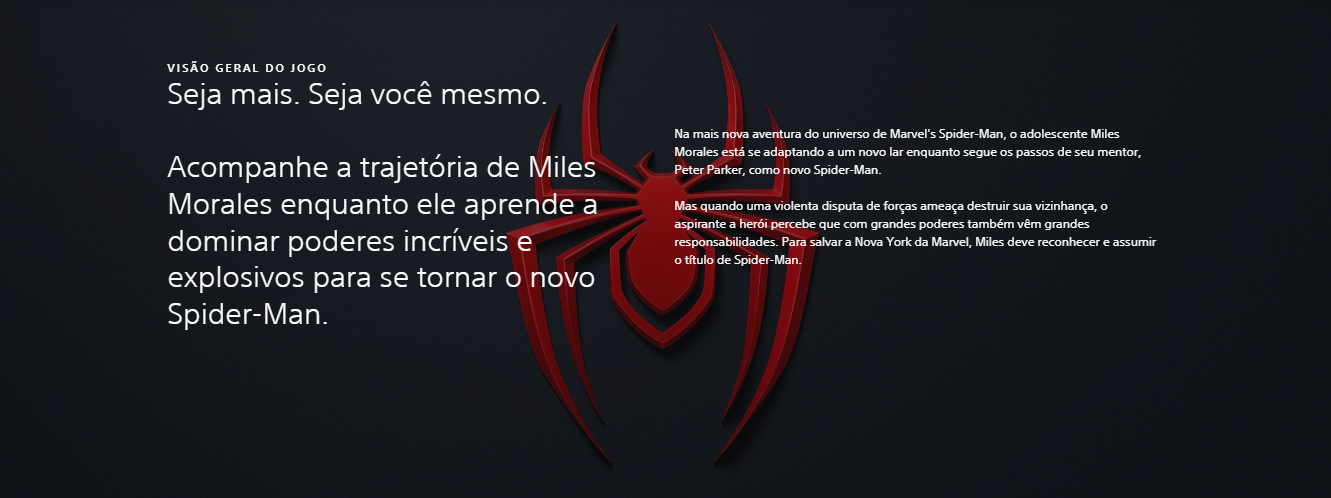 VISÃO GERAL DO JOGO
Seja mais. Seja você mesmo.
Acompanhe a trajetória de Miles
Morales enquanto ele aprende a
dominar poderes incríveis e
explosivos para se tornar o novo
Spider-Man.
Na mais nova aventura do universo de Marvel's Spider-Man, o adolescente Miles
Morales está se adaptando a um novo lar enquanto segue os passos de seu mentor,
Peter Parker, como novo Spider-Man.
Mas quando uma violenta disputa de forças ameaça destruir sua vizinhança, o
aspirante a herói percebe que com grandes poderes também vêm grandes
responsabilidades. Para salvar a Nova York da Marvel, Miles deve reconhecer e assumir
o título de Spider-Man.